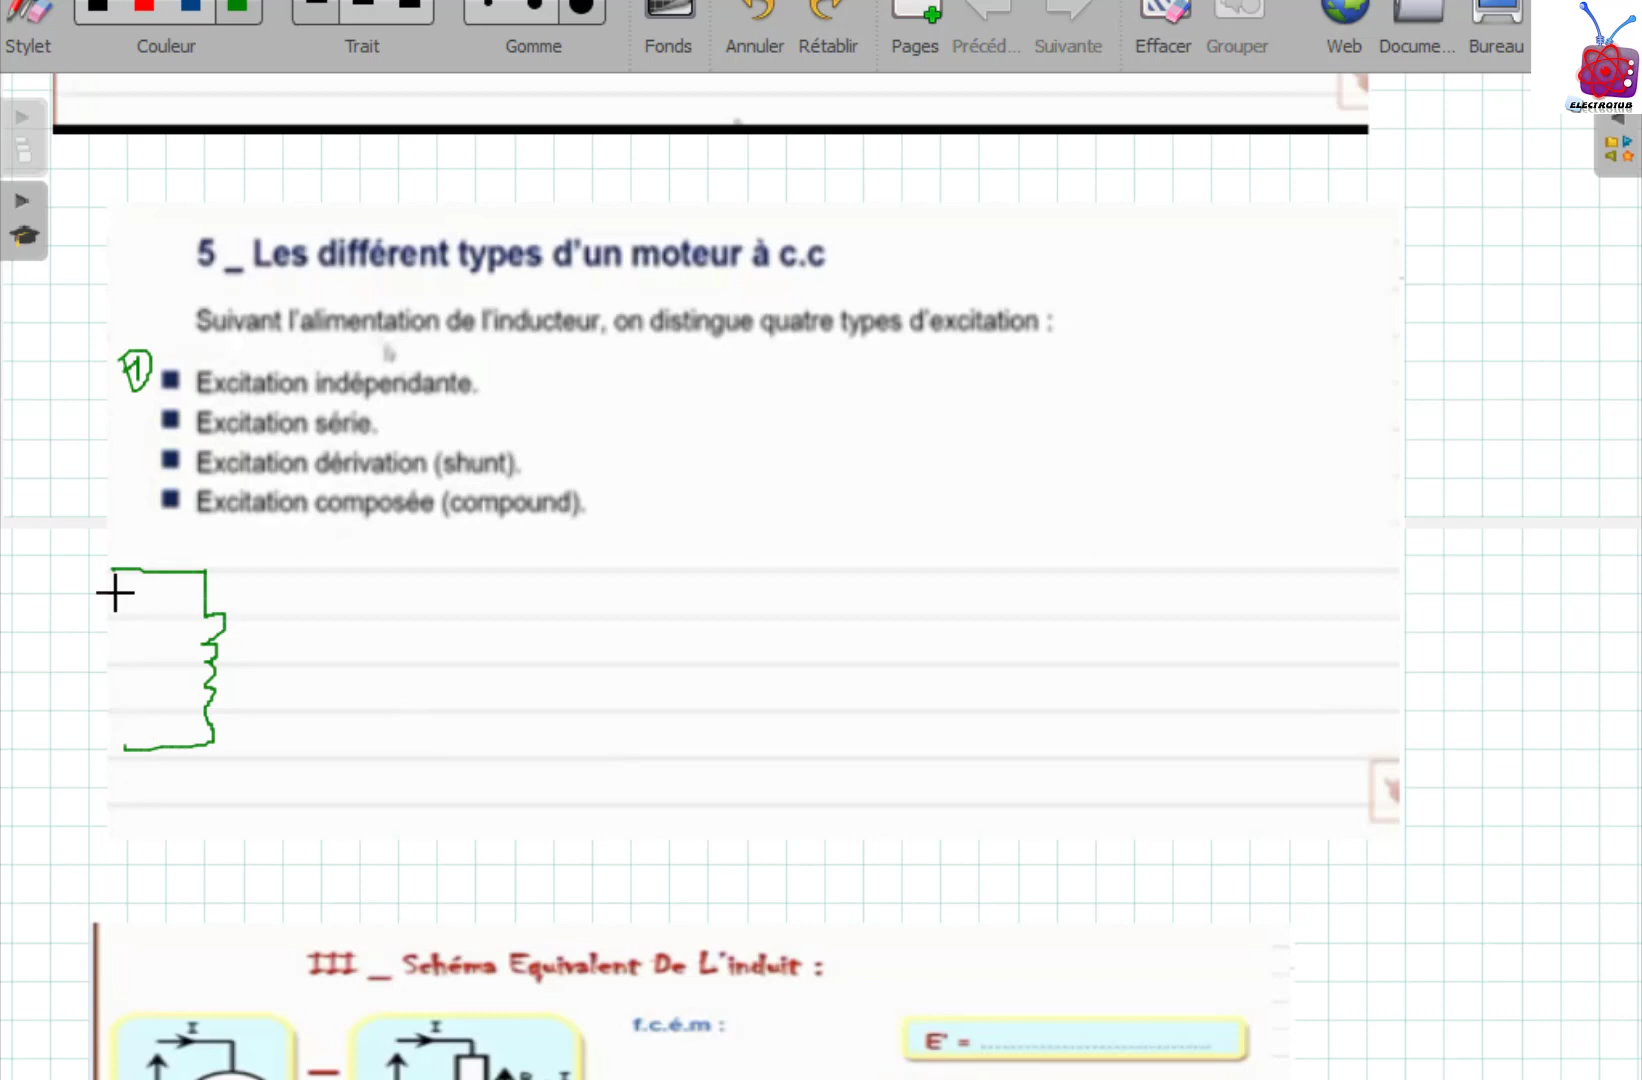 Stylet Couleur Trait Gomme Fonds Annuler Rétablir Pages Précéd... Suivante Effacer Grouper Web Docume... Bureau
ELECTROTUB
5 _ Les différent types d'un moteur à c.c
Suivant l'alimentation de l'inducteur, on distingue quatre types d'excitation :
1
Excitation indépendante.
Excitation série.
Excitation dérivation (shunt).
Excitation composée (compound).
III _ Schéma Equivalent De L'induit :
I
I
f.c.é.m :
E' = ........................................